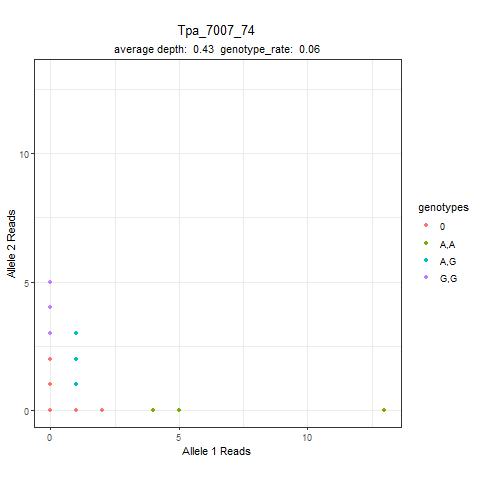 Tpa_7007_74
average depth: 0.43 genotype_rate: 0.06
10
5
0
Allele 2 Reads
0
5
10
Allele 1 Reads
genotypes
0
A,A
A,G
G,G